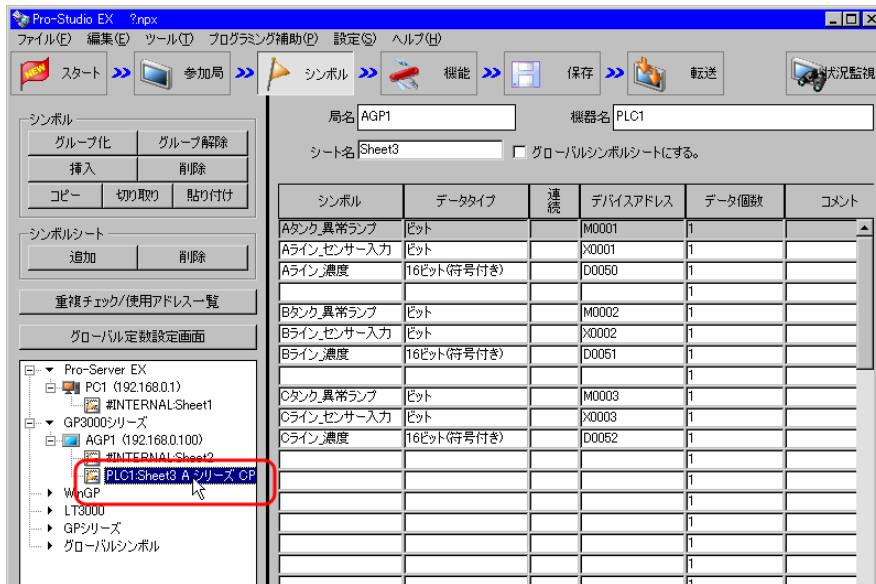 Pro-Studio EX ?.npx
ファイル(F) 編集(E) ツール(T) プログラミング補助(P) 設定(S) ヘルプ(H)
NEW スタート 参加局 シンボル 機能 保存 転送 状況監視
シンボル
グループ化 グループ解除
挿入 削除
コピー 切り取り 貼り付け
シンボルシート
追加 削除
重複チェック/使用アドレス一覧
グローバル定数設定画面
Pro-Server EX
PC1 (192.168.0.1)
#INTERNAL:Sheet1
GP3000シリーズ
AGP1 (192.168.0.100)
#INTERNAL:Sheet2
PLC1:Sheet3 A シリーズ CP
WinGP
LT3000
GPシリーズ
グローバルシンボル
局名 AGP1 機器名 PLC1
シート名 Sheet3 グローバルシンボルシートにする。
シンボル データタイプ 連続 デバイスアドレス データ個数 コメント
Aタンク_異常ランプ ビット M0001 1
Aライン_センサー入力 ビット X0001 1
Aライン_濃度 16ビット(符号付き) D0050 1
1
Bタンク_異常ランプ ビット M0002 1
Bライン_センサー入力 ビット X0002 1
Bライン_濃度 16ビット(符号付き) D0051 1
1
Cタンク_異常ランプ ビット M0003 1
Cライン_センサー入力 ビット X0003 1
Cライン_濃度 16ビット(符号付き) D0052 1
1
1
1
1
1
1
1